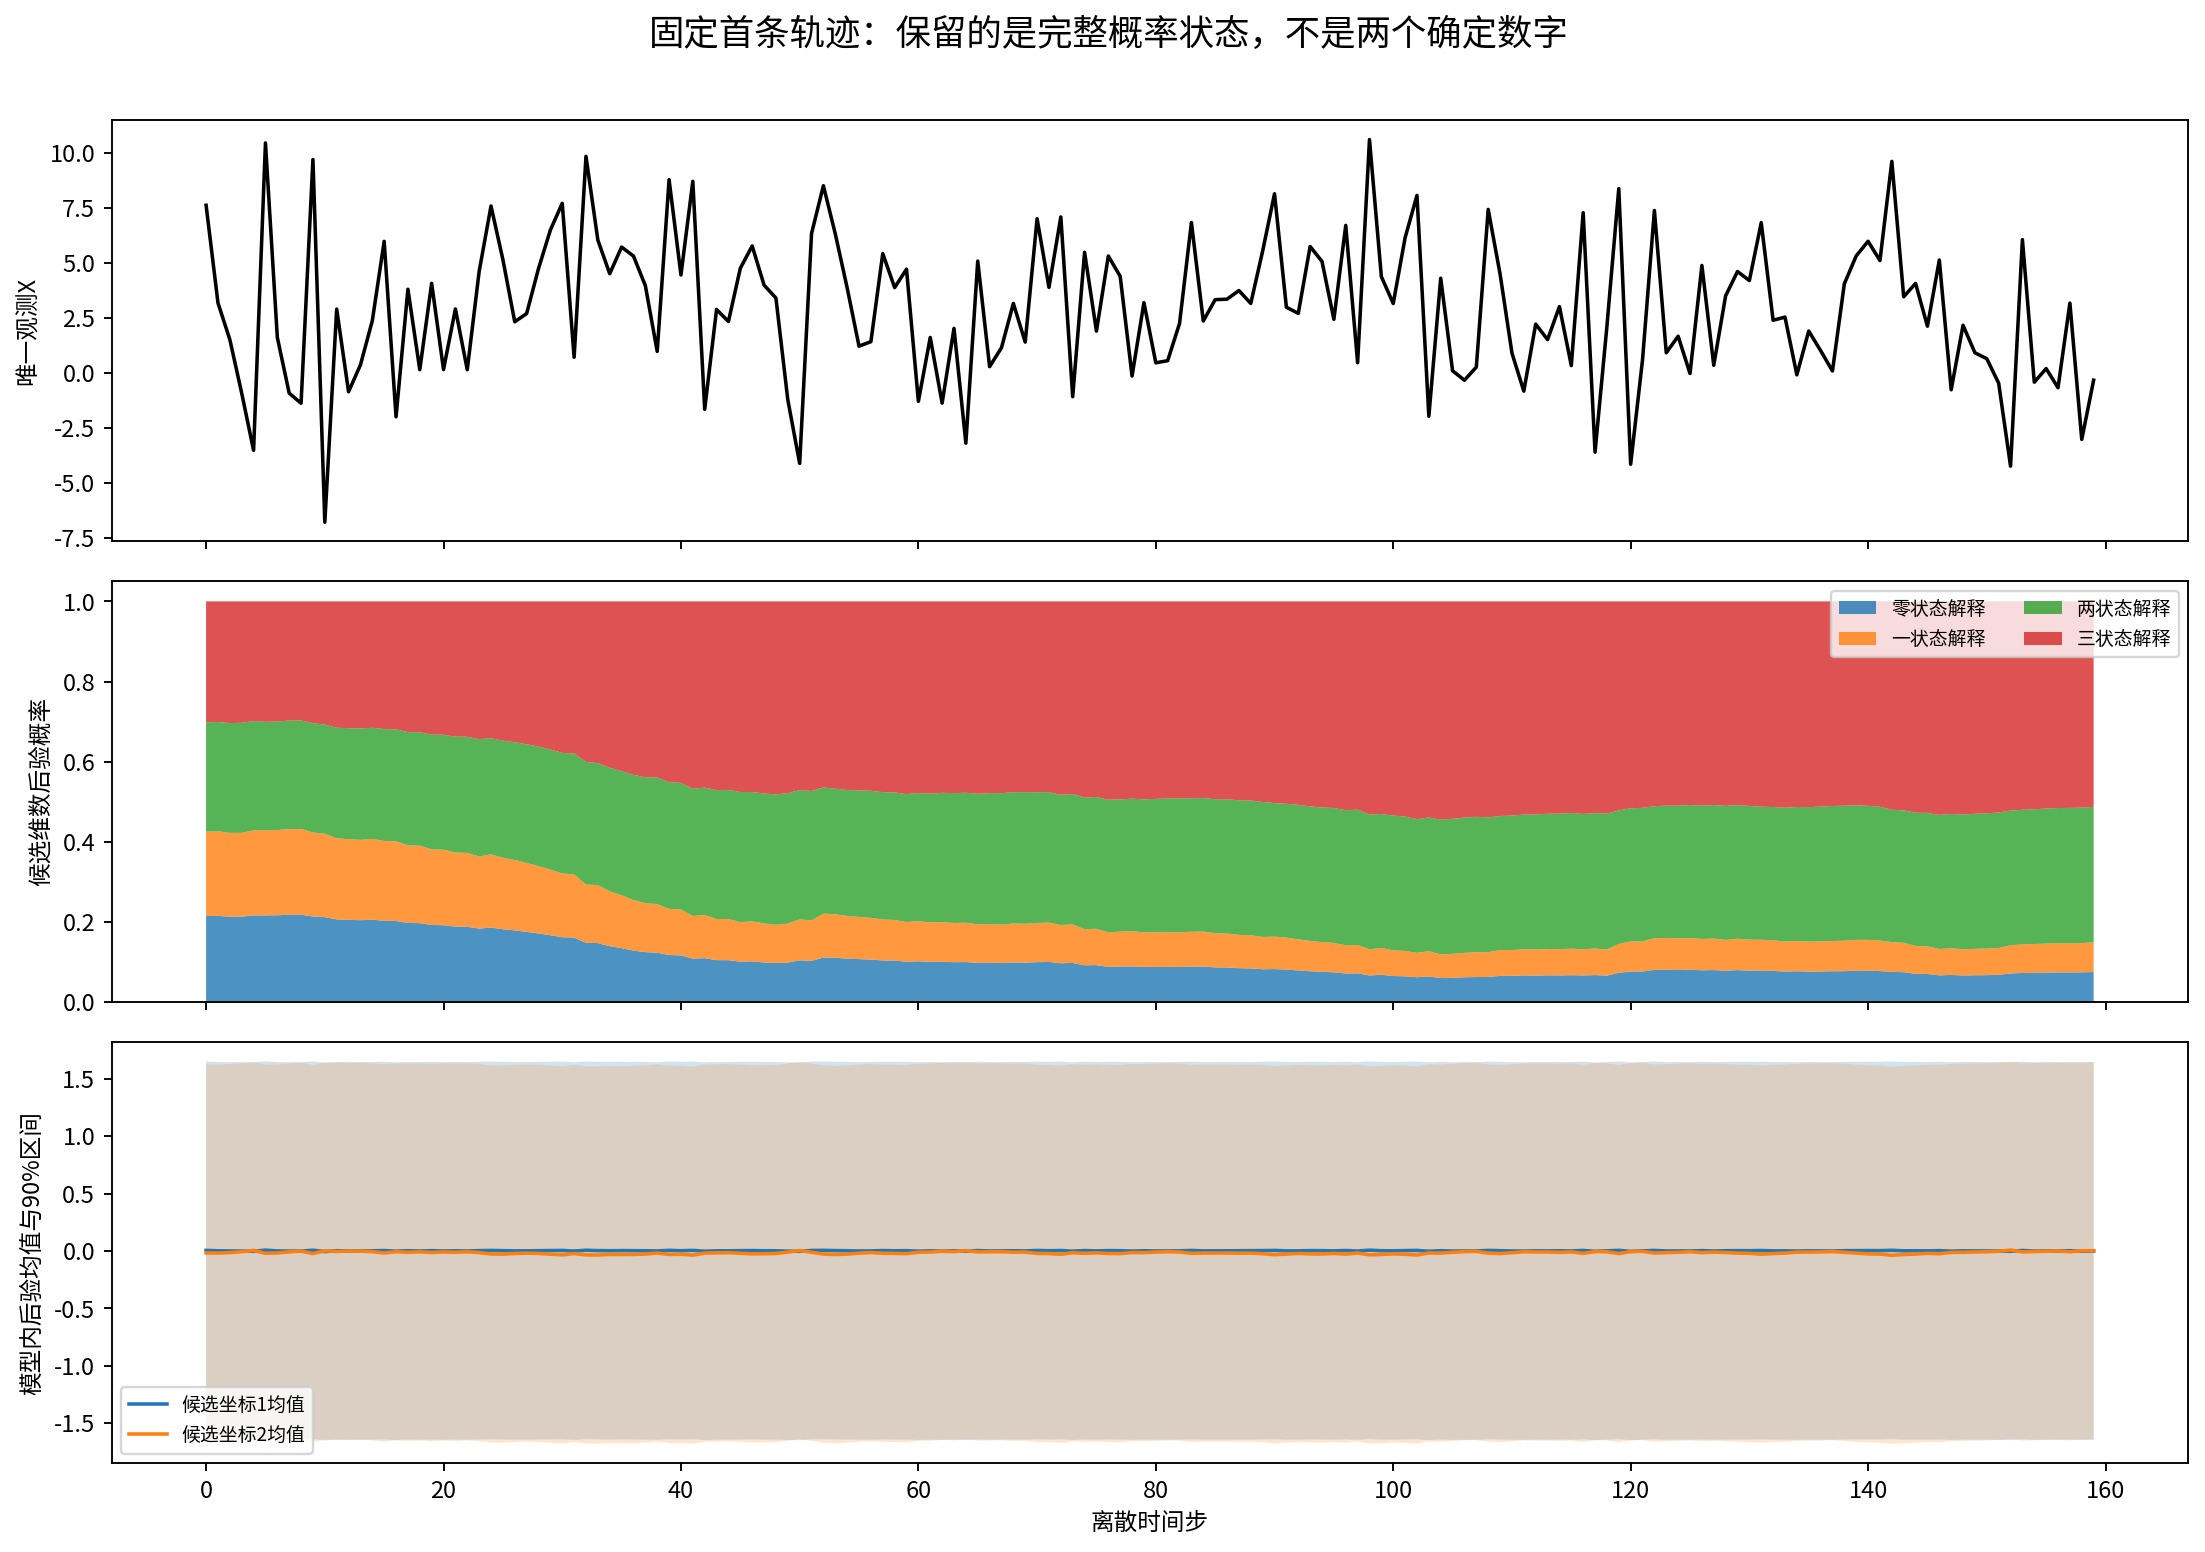 固定首条轨迹：保留的是完整概率状态，不是两个确定数字
唯一观测X
10.0
7.5
5.0
2.5
0.0
-2.5
-5.0
-7.5
候选维数后验概率
1.0
0.8
0.6
0.4
0.2
0.0
零状态解释
一状态解释
两状态解释
三状态解释
模型内后验均值与90%区间
1.5
1.0
0.5
0.0
-0.5
-1.0
-1.5
候选坐标1均值
候选坐标2均值
0 20 40 60 80 100 120 140 160
离散时间步